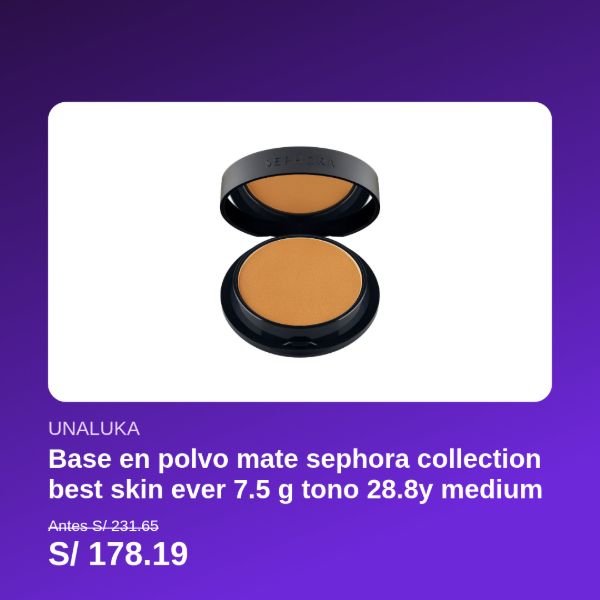 SEPHORA
UNALUKA
Base en polvo mate sephora collection
best skin ever 7.5 g tono 28.8y medium
Antes S/ 231.65
S/ 178.19